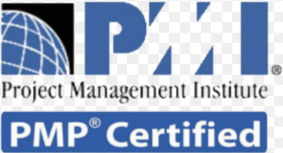 PMI®
Project Management Institute
PMP® Certified